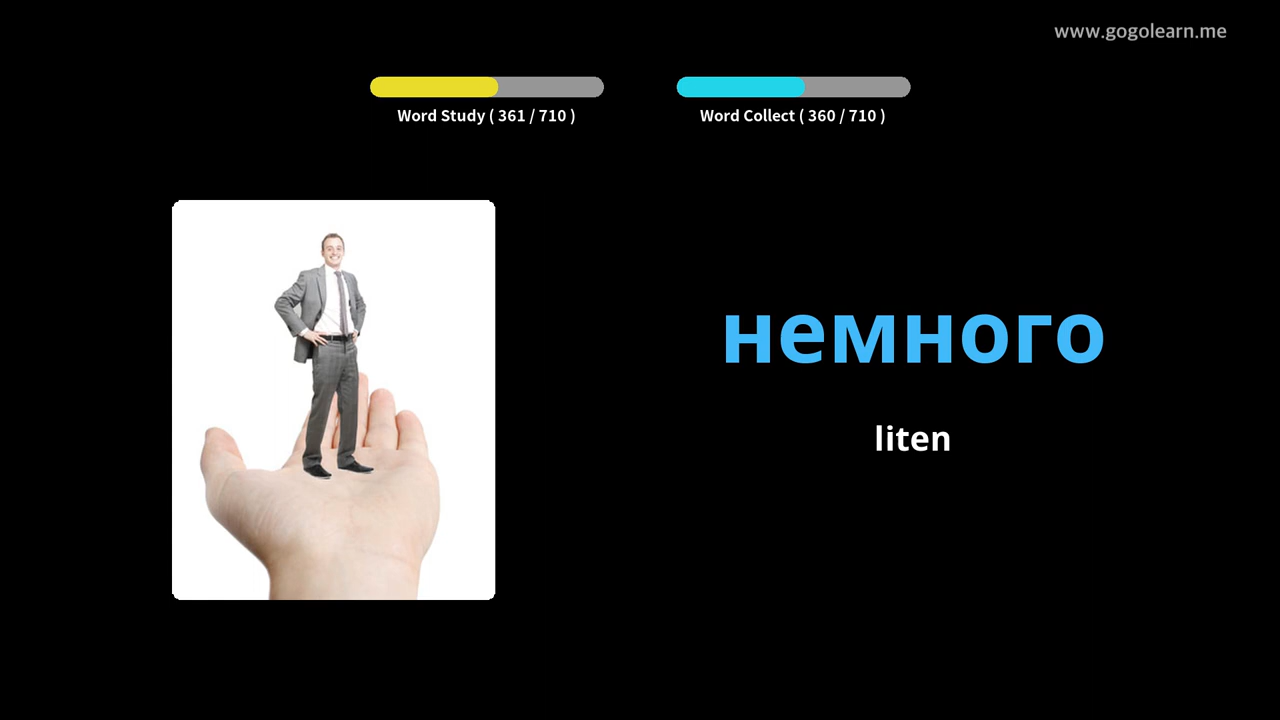 www.gogolearn.me
Word Study ( 361 / 710 )
Word Collect ( 360 / 710 )
немного
liten